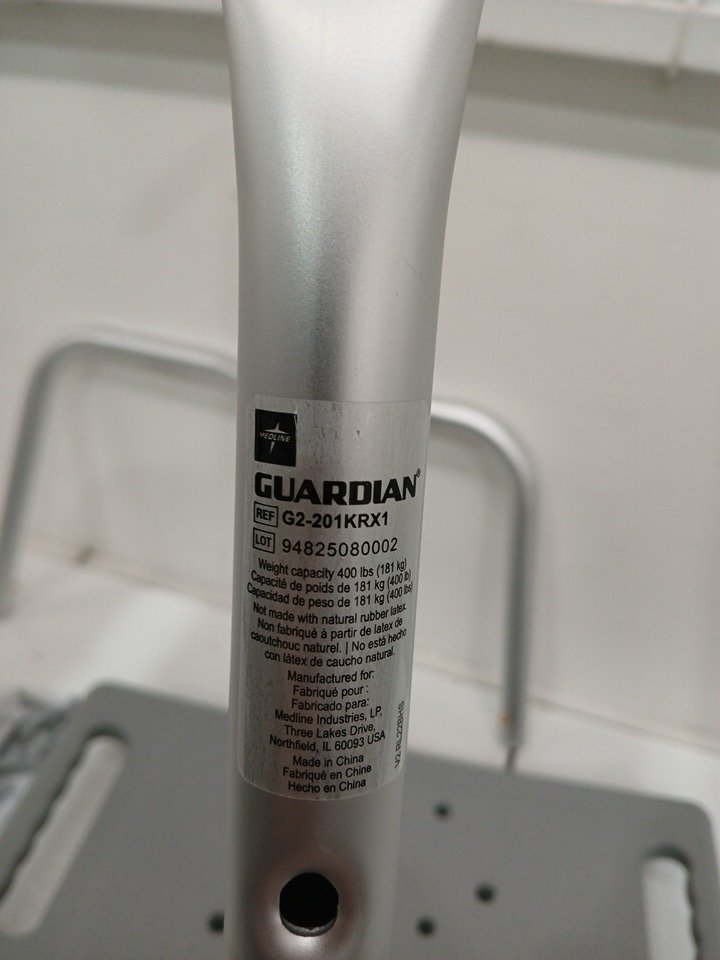 MEDLINE
GUARDIAN®
REF G2-201KRX1
LOT 94825080002
Weight capacity 400 lbs (181 kg)
Capacité de poids de 181 kg (400 lb)
Capacidad de peso de 181 kg (400 lbs)
Not made with natural rubber latex.
Non fabriqué à partir de latex de
caoutchouc naturel. | No está hecho
con látex de caucho natural.
Manufactured for:
Fabriqué pour :
Fabricado para:
Medline Industries, LP,
Three Lakes Drive,
Northfield, IL 60093 USA
Made in China
Fabriqué en Chine
Hecho en China
V2 RL22BHS